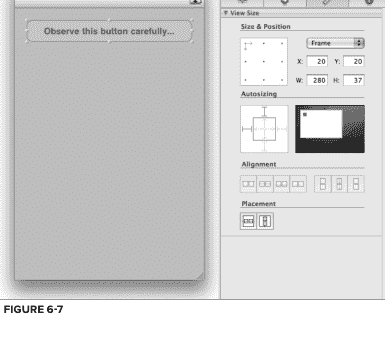 Observe this button carefully...
▼ View Size
Size & Position
Frame
X: 20 Y: 20
W: 280 H: 37
Autosizing
Alignment
Placement
FIGURE 6-7